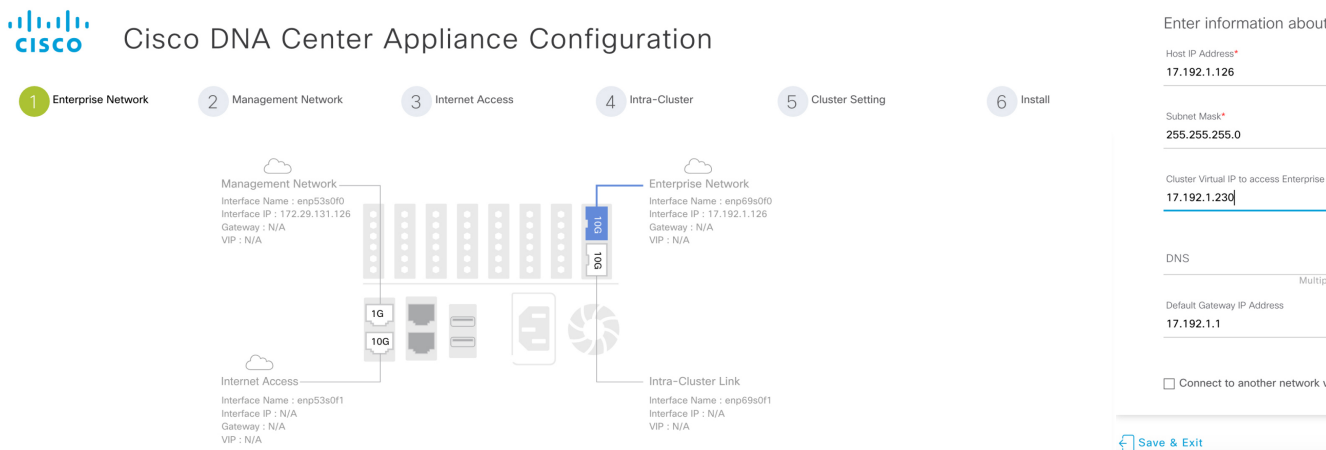 CISCO
Cisco DNA Center Appliance Configuration
1 Enterprise Network
2 Management Network
3 Internet Access
4 Intra-Cluster
5 Cluster Setting
6 Install
Management Network
Interface Name : enp53s0f0
Interface IP : 172.29.131.126
Gateway : N/A
VIP : N/A
Enterprise Network
Interface Name : enp69s0f0
Interface IP : 17.192.1.126
Gateway : N/A
VIP : N/A
10G
10G
1G
10G
Internet Access
Interface Name : enp53s0f1
Interface IP : N/A
Gateway : N/A
VIP : N/A
Intra-Cluster Link
Interface Name : enp69s0f1
Interface IP : N/A
VIP : N/A
Enter information about
Host IP Address*
17.192.1.126
Subnet Mask*
255.255.255.0
Cluster Virtual IP to access Enterprise
17.192.1.230
DNS
Multip
Default Gateway IP Address
17.192.1.1
Connect to another network v
Save & Exit